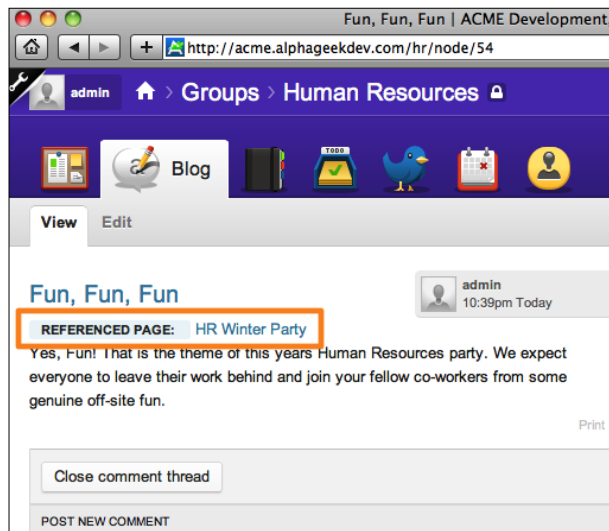 Fun, Fun, Fun | ACME Development
http://acme.alphageekdev.com/hr/node/54
admin > Groups > Human Resources
TODO
a Blog
View Edit
Fun, Fun, Fun
admin
10:39pm Today
REFERENCED PAGE: HR Winter Party
Yes, Fun! That is the theme of this years Human Resources party. We expect
everyone to leave their work behind and join your fellow co-workers from some
genuine off-site fun.
Print
Close comment thread
POST NEW COMMENT